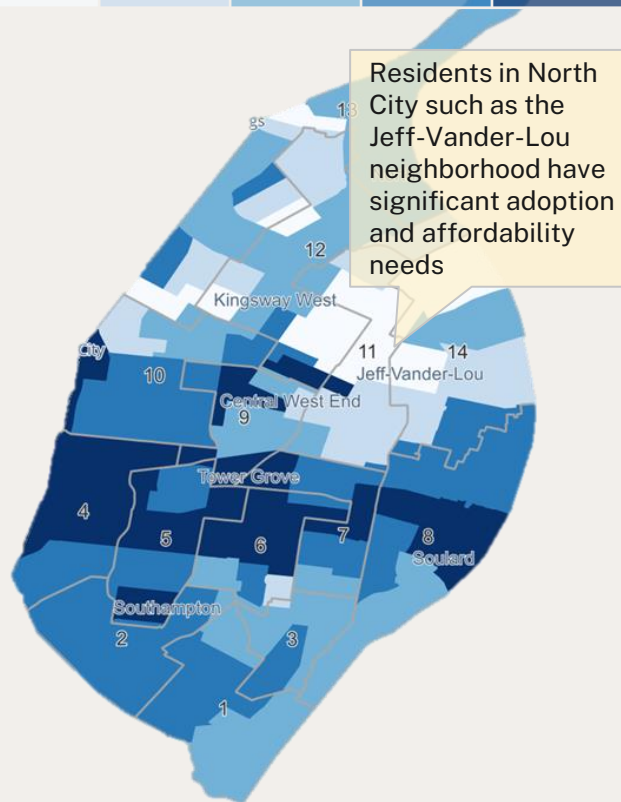 Residents in North
City such as the
Jeff-Vander-Lou
neighborhood have
significant adoption
and affordability
needs
13
gs
12
Kingsway West
11
14
City
Jeff-Vander-Lou
10
Central West End
9
Tower Grove
4
5
6
7
8
Soulard
Southampton
2
3
1